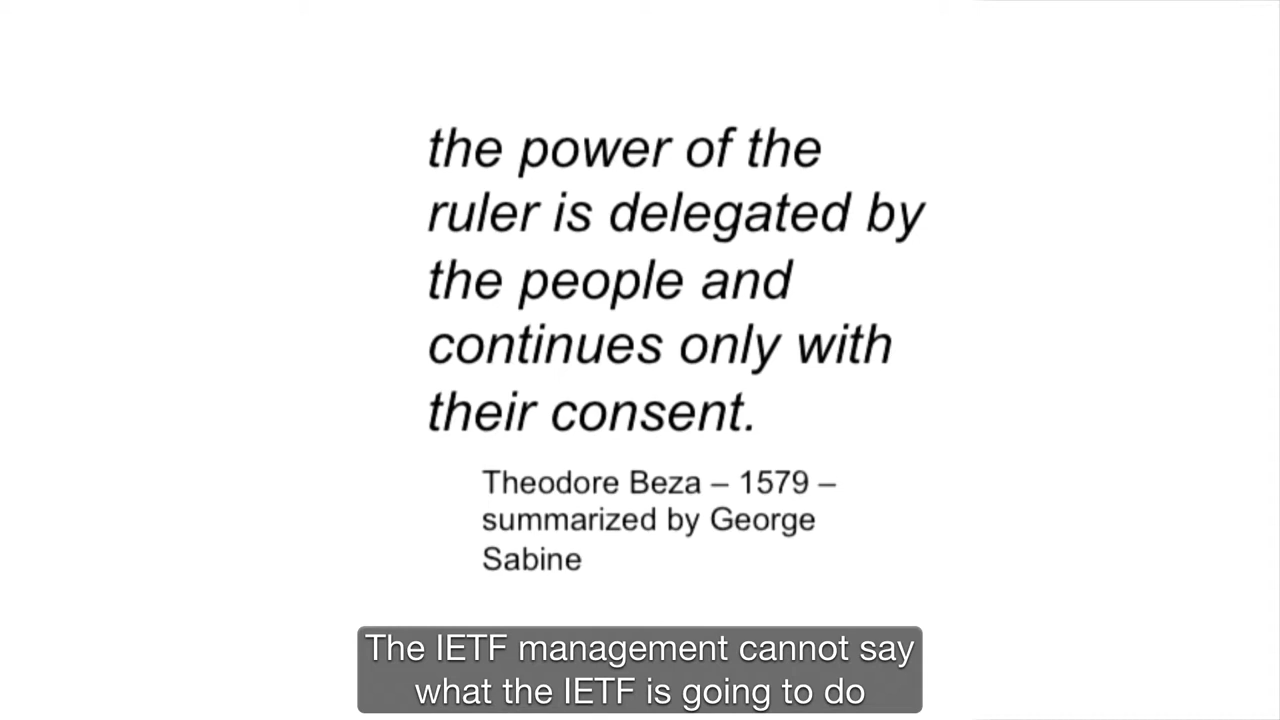 the power of the
ruler is delegated by
the people and
continues only with
their consent.
Theodore Beza – 1579 –
summarized by George
Sabine
The IETF management cannot say
what the IETF is going to do